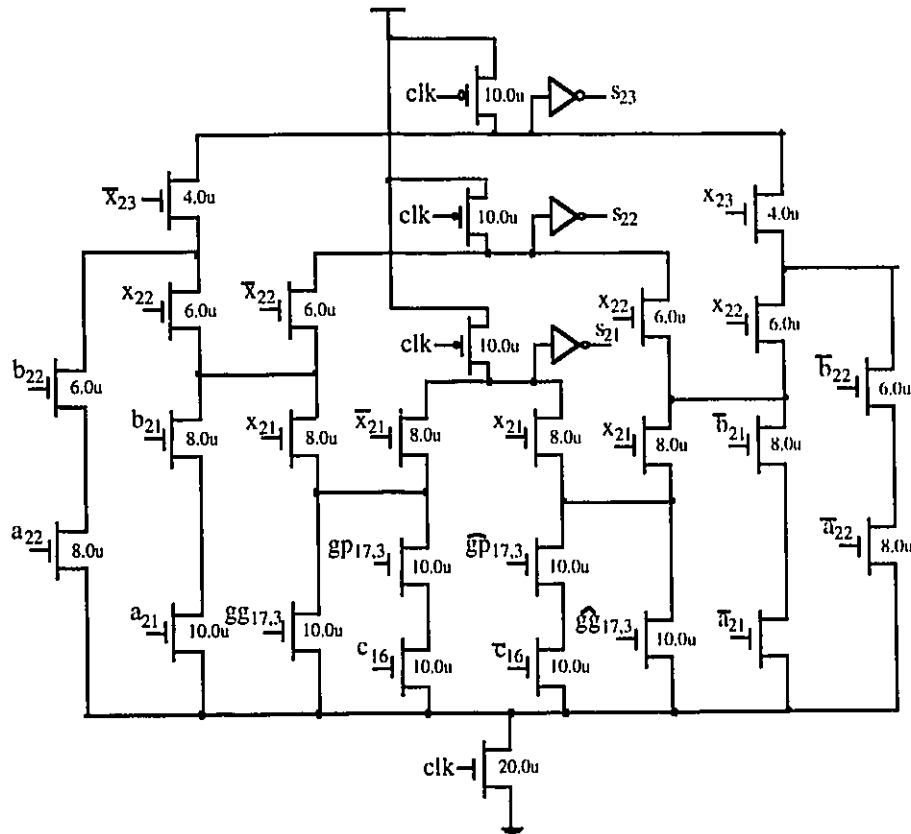 clk 10.0u s₂₃
x̅₂₃ 4.0u x₂₃ 4.0u
clk 10.0u s₂₂
x₂₂ 6.0u x̅₂₂ 6.0u x₂₂ 6.0u x₂₂ 6.0u
clk 10.0u s₂₁
b₂₂ 6.0u b̅₂₂ 6.0u
b₂₁ 8.0u x₂₁ 8.0u x̅₂₁ 8.0u x₂₁ 8.0u x₂₁ 8.0u b̅₂₁ 8.0u
a₂₂ 8.0u gp₁₇,₃ 10.0u ĝp₁₇,₃ 10.0u a̅₂₂ 8.0u
a₂₁ 10.0u gg₁₇,₃ 10.0u ĝg₁₇,₃ 10.0u a̅₂₁
c₁₆ 10.0u c̅₁₆ 10.0u
clk 20.0u